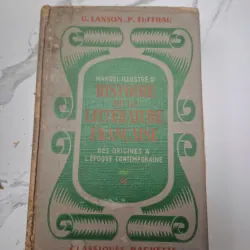 G. LANSON _ P. TUFFRAU
MANUEL ILLUSTRÉ D'
HISTOIRE
DE LA
LITTÉRATURE
FRANÇAISE
DES ORIGINES A
L'ÉPOQUE CONTEMPORAINE
CLASSIQUES HACHETTE